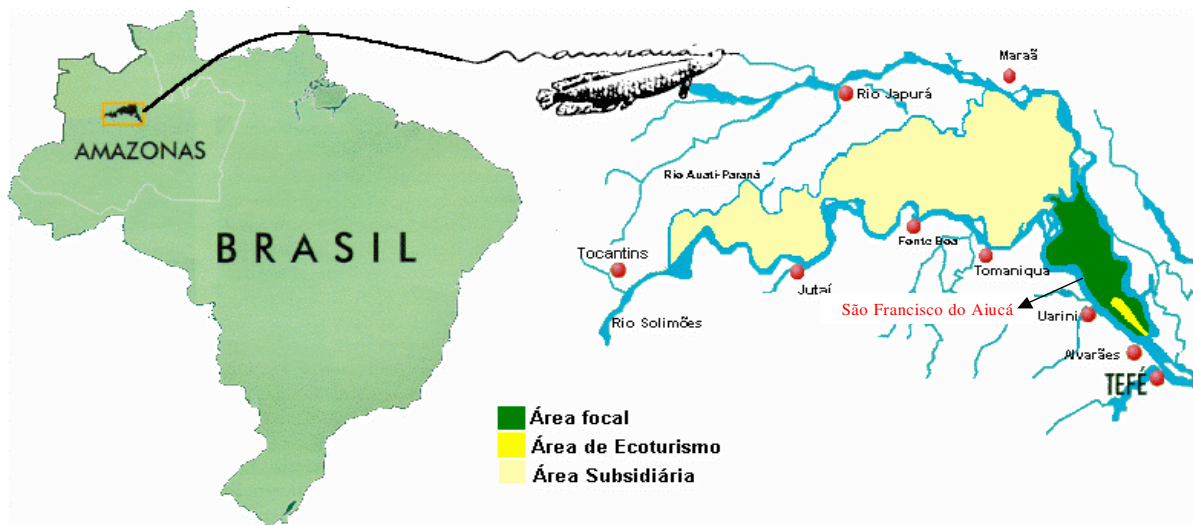 AMAZONAS
BRASIL
mamirauá
Maraã
Rio Japurá
Rio Auati-Paraná
Tocantins
Fonte Boa
Tomaniqua
Jutaí
São Francisco do Aiucá
Uarini
Rio Solimões
Alvarães
TEFÉ
Área focal
Área de Ecoturismo
Área Subsidiária